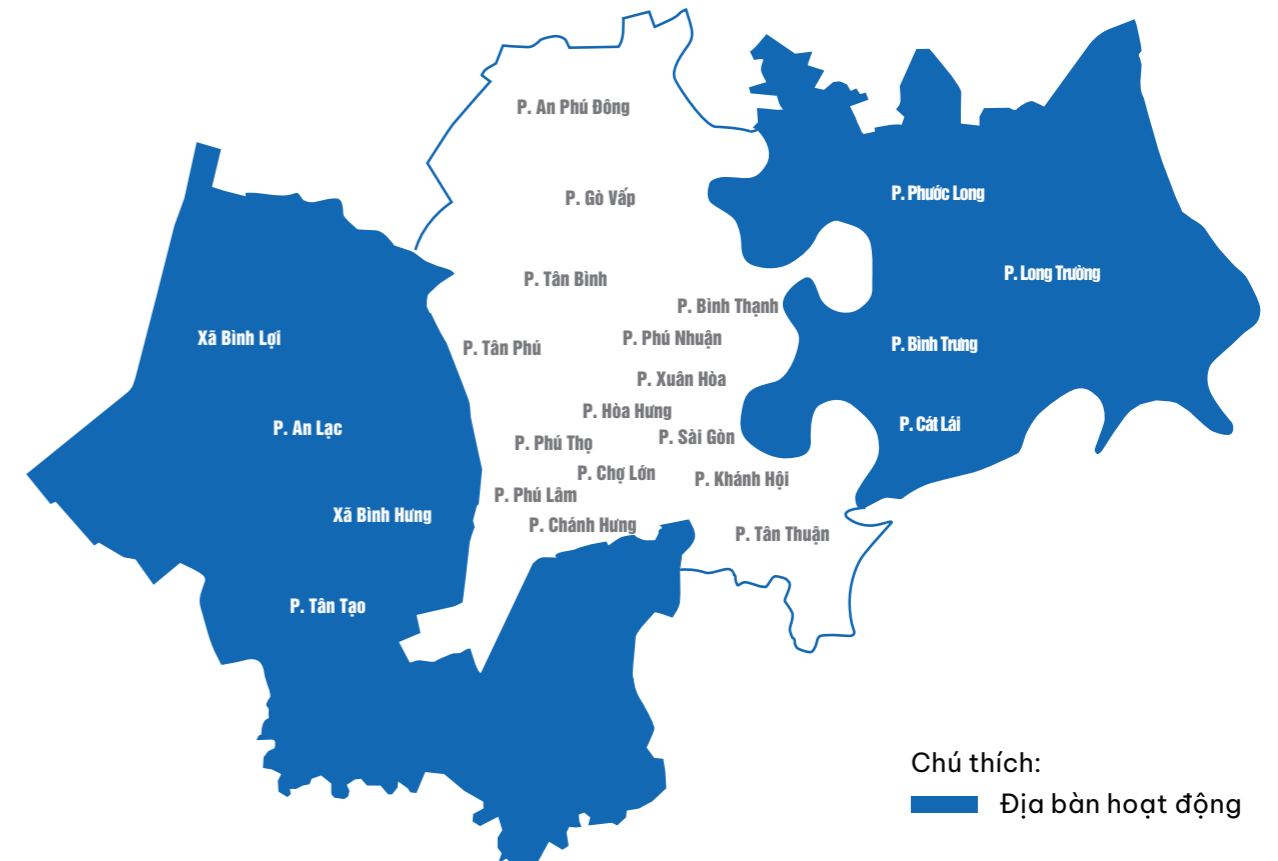 P. An Phú Đông
P. Phước Long
P. Gò Vấp
P. Long Trường
P. Tân Bình
P. Bình Thạnh
Xã Bình Lợi
P. Phú Nhuận
P. Bình Trưng
P. Tân Phú
P. Xuân Hòa
P. Hòa Hưng
P. Cát Lái
P. An Lạc
P. Sài Gòn
P. Phú Thọ
P. Chợ Lớn
P. Khánh Hội
P. Phú Lâm
Xã Bình Hưng
P. Chánh Hưng
P. Tân Thuận
P. Tân Tạo
Chú thích:
Địa bàn hoạt động